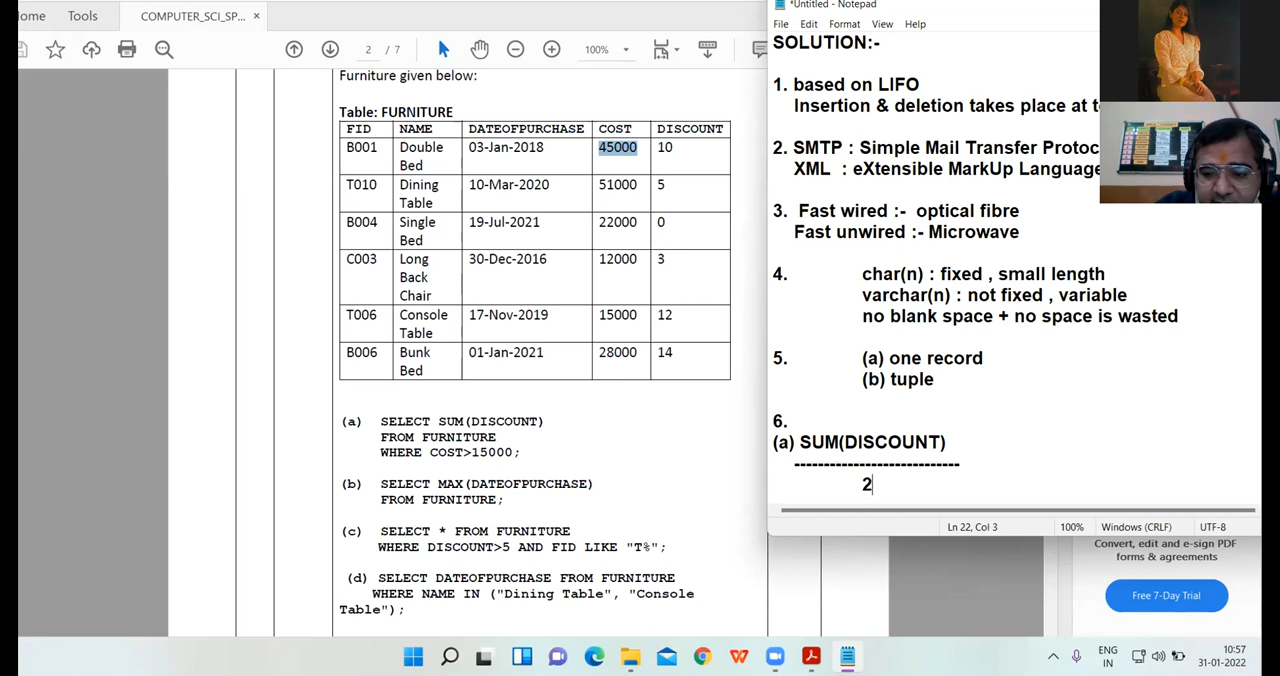 ome
Tools
COMPUTER_SCI_SP... ×
2 / 7
100%
Furniture given below:
Table: FURNITURE
FID NAME DATEOFPURCHASE COST DISCOUNT
B001 Double Bed 03-Jan-2018 45000 10
T010 Dining Table 10-Mar-2020 51000 5
B004 Single Bed 19-Jul-2021 22000 0
C003 Long Back Chair 30-Dec-2016 12000 3
T006 Console Table 17-Nov-2019 15000 12
B006 Bunk Bed 01-Jan-2021 28000 14
(a) SELECT SUM(DISCOUNT)
FROM FURNITURE
WHERE COST>15000;
(b) SELECT MAX(DATEOFPURCHASE)
FROM FURNITURE;
(c) SELECT * FROM FURNITURE
WHERE DISCOUNT>5 AND FID LIKE "T%";
(d) SELECT DATEOFPURCHASE FROM FURNITURE
WHERE NAME IN ("Dining Table", "Console
Table");
*Untitled - Notepad
File Edit Format View Help
SOLUTION:-
1. based on LIFO
Insertion & deletion takes place at t
2. SMTP : Simple Mail Transfer Protoc
XML : eXtensible MarkUp Language
3. Fast wired :- optical fibre
Fast unwired :- Microwave
4. char(n) : fixed , small length
varchar(n) : not fixed , variable
no blank space + no space is wasted
5. (a) one record
(b) tuple
6.
(a) SUM(DISCOUNT)
----------------------------
2
Ln 22, Col 3 100% Windows (CRLF) UTF-8
Convert, edit and e-sign PDF
forms & agreements
Free 7-Day Trial
ENG
IN
10:57
31-01-2022